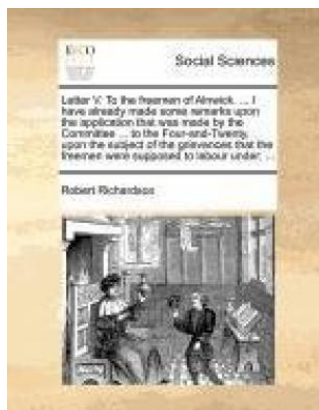 ECCO
Social Sciences
Letter V. To the freemen of Alnwick. ... I
have already made some remarks upon
the application that was made by the
Committee ... to the Four-and-Twenty,
upon the subject of the grievances that the
freemen were supposed to labour under; ...
Robert Richardson